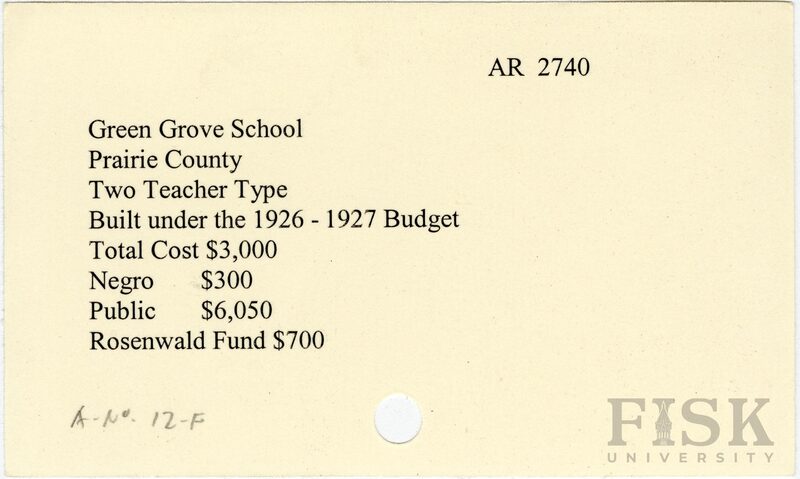 AR 2740
Green Grove School
Prairie County
Two Teacher Type
Built under the 1926 - 1927 Budget
Total Cost $3,000
Negro $300
Public $6,050
Rosenwald Fund $700
A-No. 12-F
FISK
UNIVERSITY